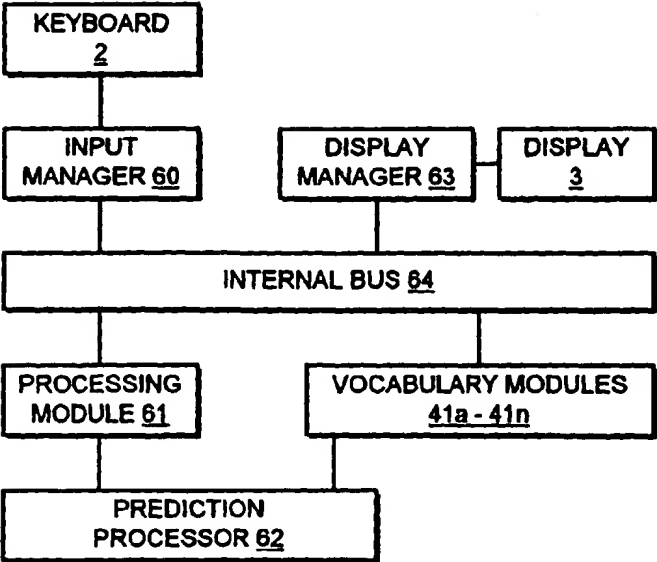 KEYBOARD
2
INPUT
MANAGER 60
DISPLAY
MANAGER 63
DISPLAY
3
INTERNAL BUS 64
PROCESSING
MODULE 61
VOCABULARY MODULES
41a - 41n
PREDICTION
PROCESSOR 62